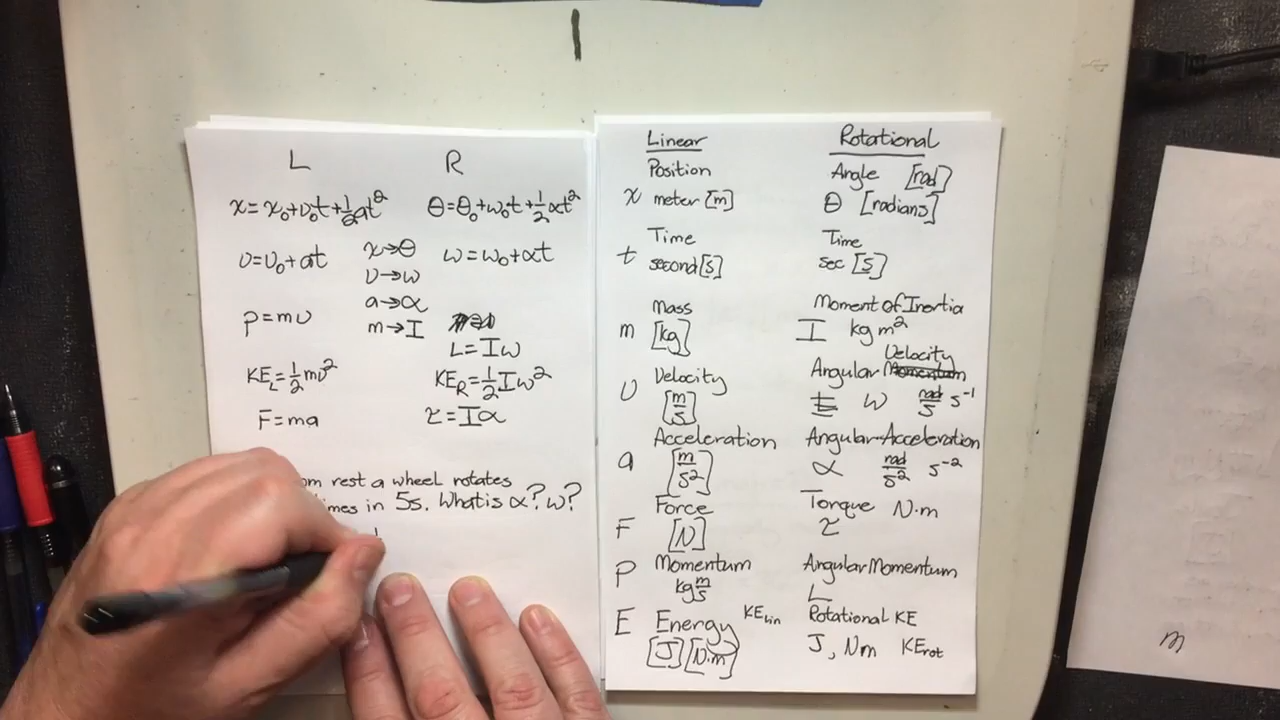 L R
x=x₀+v₀t+½at² θ=θ₀+ω₀t+½αt²
v=v₀+at x→θ ω=ω₀+αt
v→ω
a→α
p=mv m→I
L=Iω
KE_L=½mv² KE_R=½Iω²
F=ma τ=Iα
om rest a wheel rotates
imes in 5s. What is α? ω?
Linear Rotational
Position Angle [rad]
x meter [m] θ [radians]
Time Time
t second [s] sec [s]
Mass Moment of Inertia
m [kg] I kg m²
Velocity Angular Velocity
v [m/s] ω rad/s s⁻¹
Acceleration Angular Acceleration
a [m/s²] α rad/s² s⁻²
Force Torque N·m
F [N] τ
P Momentum Angular Momentum
kg m/s L
E Energy KE_lin Rotational KE
[J] [N·m] J, Nm KE_rot
m